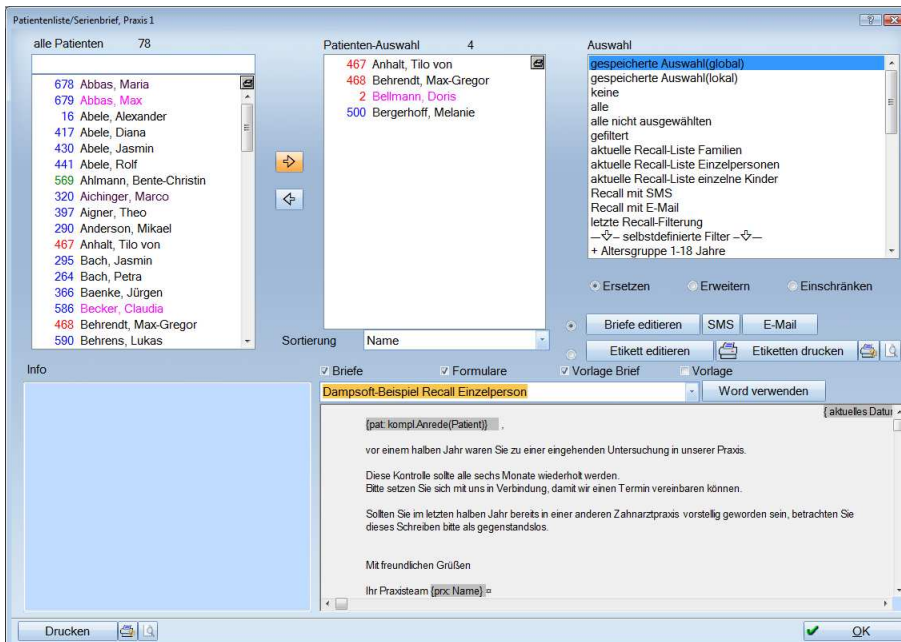 Patientenliste/Serienbrief, Praxis 1
alle Patienten 78
678 Abbas, Maria
679 Abbas, Max
16 Abele, Alexander
417 Abele, Diana
430 Abele, Jasmin
441 Abele, Rolf
569 Ahlmann, Bente-Christin
320 Aichinger, Marco
397 Aigner, Theo
290 Anderson, Mikael
467 Anhalt, Tilo von
295 Bach, Jasmin
264 Bach, Petra
366 Baenke, Jürgen
586 Becker, Claudia
468 Behrendt, Max-Gregor
590 Behrens, Lukas
Patienten-Auswahl 4
467 Anhalt, Tilo von
468 Behrendt, Max-Gregor
2 Bellmann, Doris
500 Bergerhoff, Melanie
Sortierung Name
Auswahl
gespeicherte Auswahl(global)
gespeicherte Auswahl(lokal)
keine
alle
alle nicht ausgewählten
gefiltert
aktuelle Recall-Liste Familien
aktuelle Recall-Liste Einzelpersonen
aktuelle Recall-Liste einzelne Kinder
Recall mit SMS
Recall mit E-Mail
letzte Recall-Filterung
—– selbstdefinierte Filter –—
+ Altersgruppe 1-18 Jahre
Ersetzen Erweitern Einschränken
Briefe editieren SMS E-Mail
Etikett editieren Etiketten drucken
Info
Briefe Formulare Vorlage Brief Vorlage
Dampsoft-Beispiel Recall Einzelperson Word verwenden
{ aktuelles Datur
{pat: kompl.Anrede(Patient)} ,
vor einem halben Jahr waren Sie zu einer eingehenden Untersuchung in unserer Praxis.
Diese Kontrolle sollte alle sechs Monate wiederholt werden.
Bitte setzen Sie sich mit uns in Verbindung, damit wir einen Termin vereinbaren können.
Sollten Sie im letzten halben Jahr bereits in einer anderen Zahnarztpraxis vorstellig geworden sein, betrachten Sie
dieses Schreiben bitte als gegenstandslos.
Mit freundlichen Grüßen
Ihr Praxisteam {prx: Name} ¤
Drucken OK